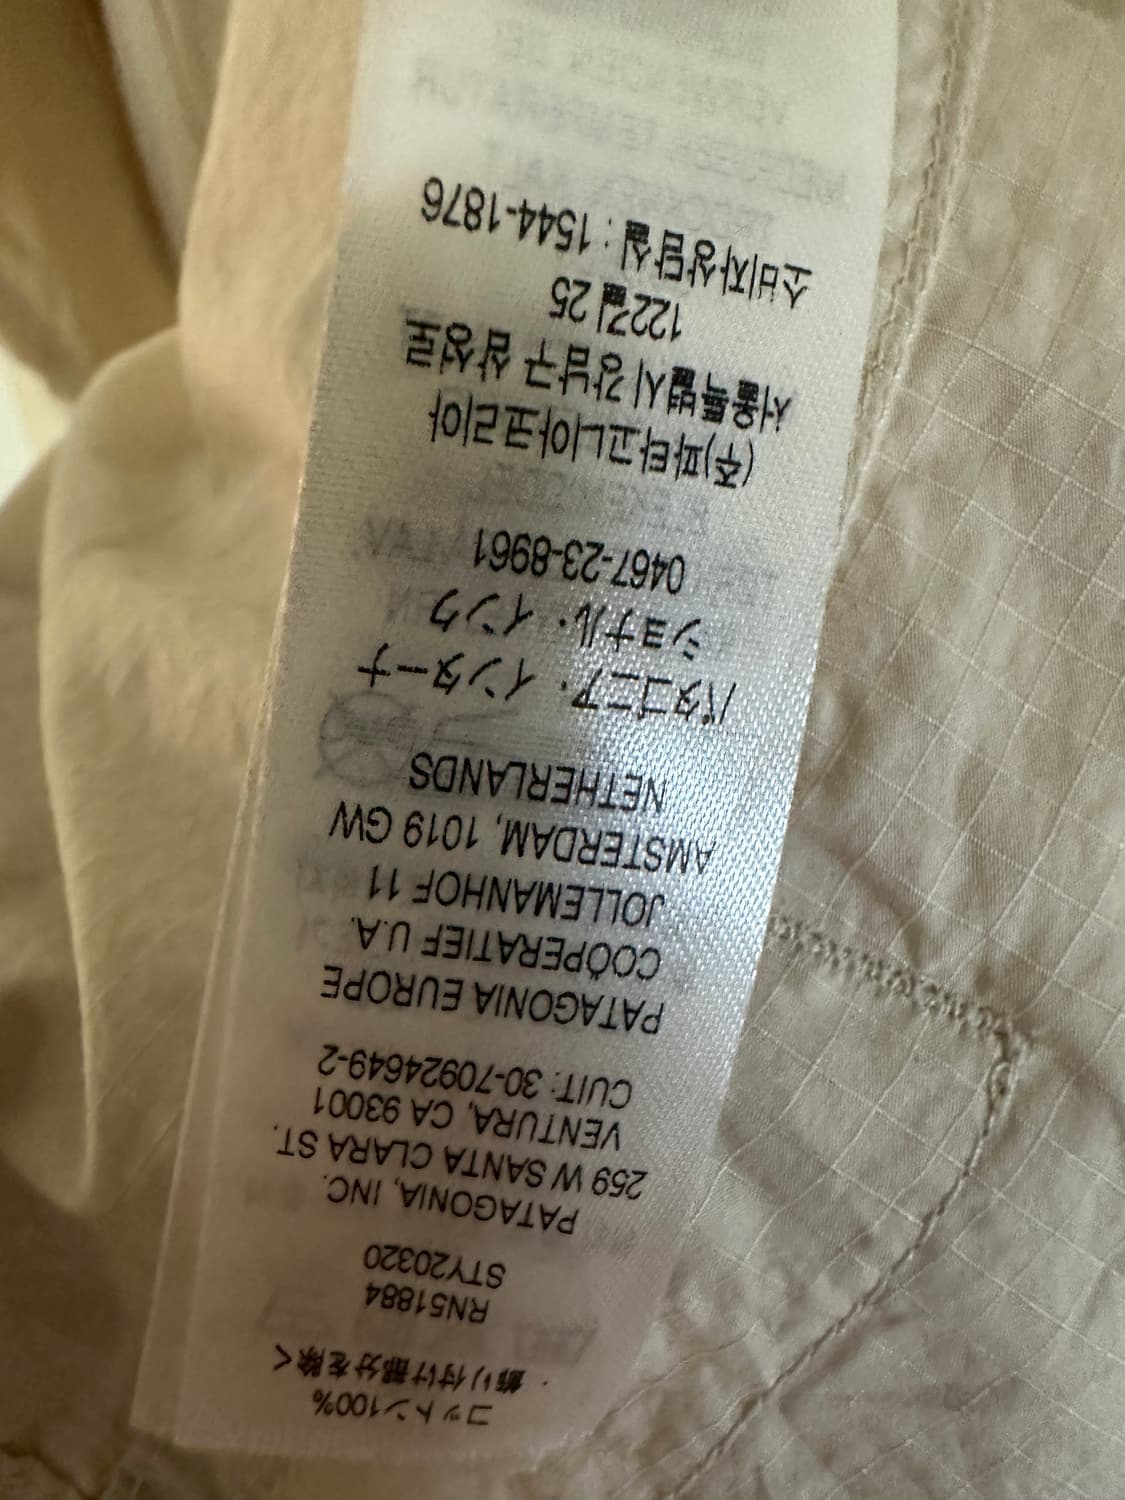 コットン100%
・飾り付け部分を除く
RN51884
STY20320
PATAGONIA, INC.
259 W SANTA CLARA ST.
VENTURA, CA 93001
CUIT: 30-70924649-2
PATAGONIA EUROPE
COÖPERATIEF U.A.
JOLLEMANHOF 11
AMSTERDAM, 1019 GW
NETHERLANDS
パタゴニア・インターナ
ショナル・インク
0467-23-8961
(주)파타고니아코리아
서울특별시 강남구 삼성로
122길 25
소비자상담실 : 1544-1876